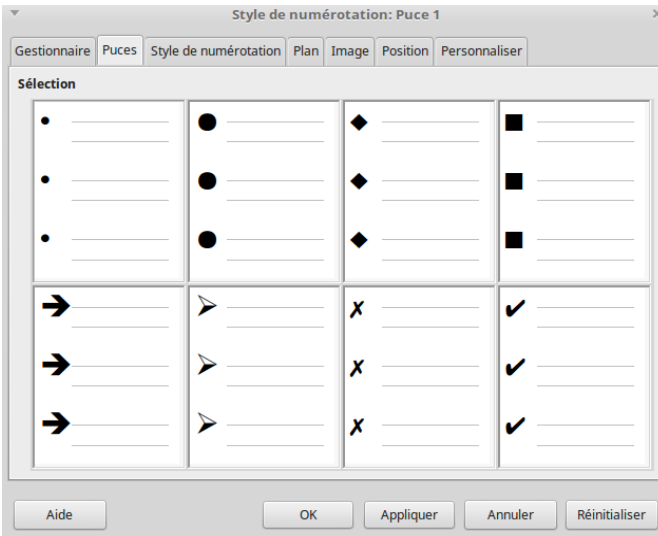 Style de numérotation: Puce 1
Gestionnaire Puces Style de numérotation Plan Image Position Personnaliser
Sélection
Aide OK Appliquer Annuler Réinitialiser